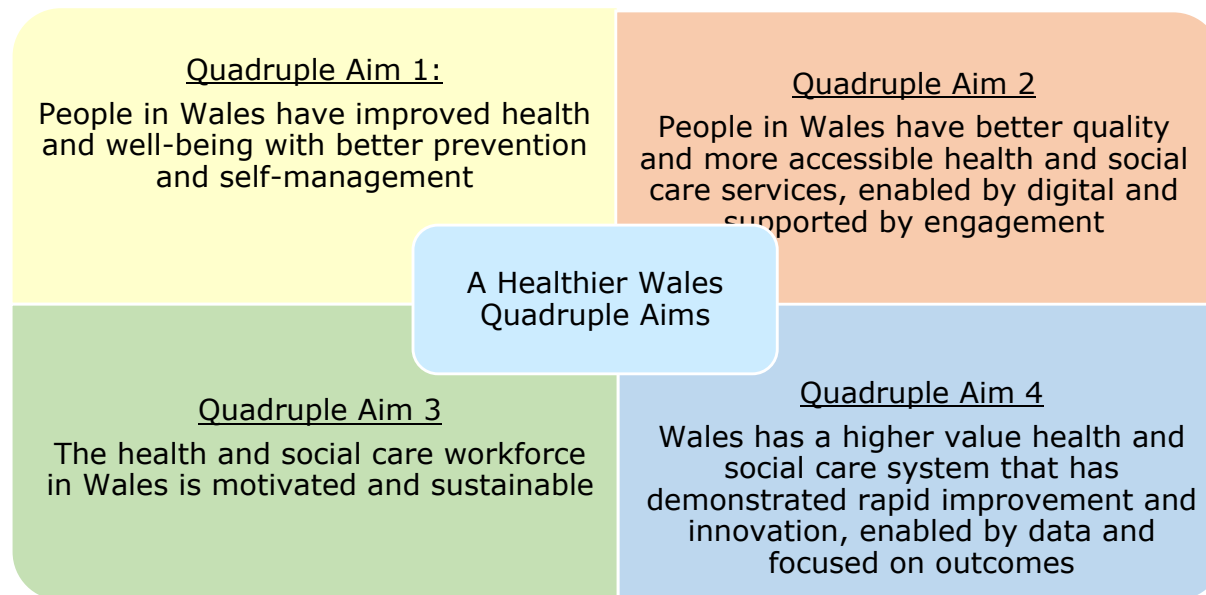 Quadruple Aim 1:
People in Wales have improved health
and well-being with better prevention
and self-management
Quadruple Aim 2
People in Wales have better quality
and more accessible health and social
care services, enabled by digital and
supported by engagement
A Healthier Wales
Quadruple Aims
Quadruple Aim 3
The health and social care workforce
in Wales is motivated and sustainable
Quadruple Aim 4
Wales has a higher value health and
social care system that has
demonstrated rapid improvement and
innovation, enabled by data and
focused on outcomes